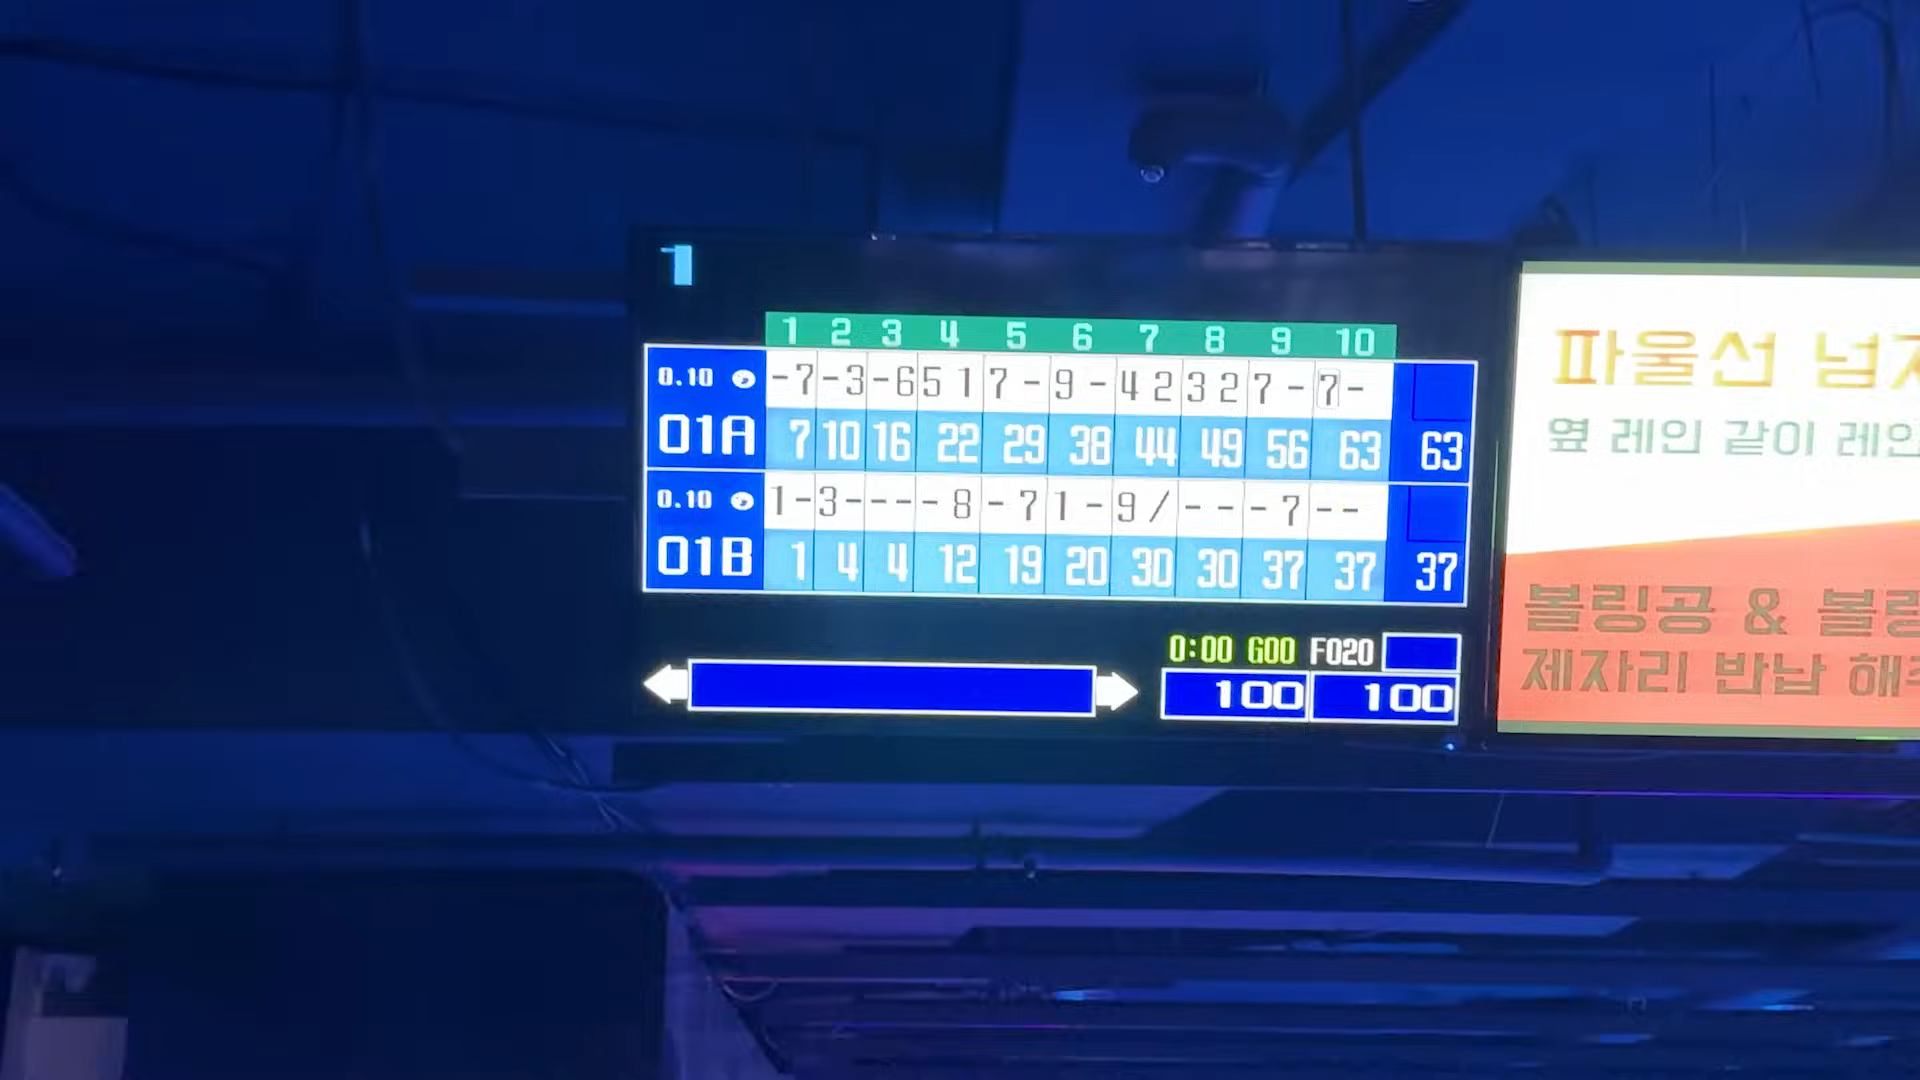 1
1 2 3 4 5 6 7 8 9 10
0.10 -7 -3 -6 5 1 7 - 9 - 4 2 3 2 7 - 7 -
01A 7 10 16 22 29 38 44 49 56 63 63
0.10 1- 3- -- - 8 - 7 1 - 9 / - - - 7 - -
01B 1 4 4 12 19 20 30 30 37 37 37
0:00 G00 F020
100 100
파울선
옆 레인 같이 레인
볼링공 &
제자리 반납